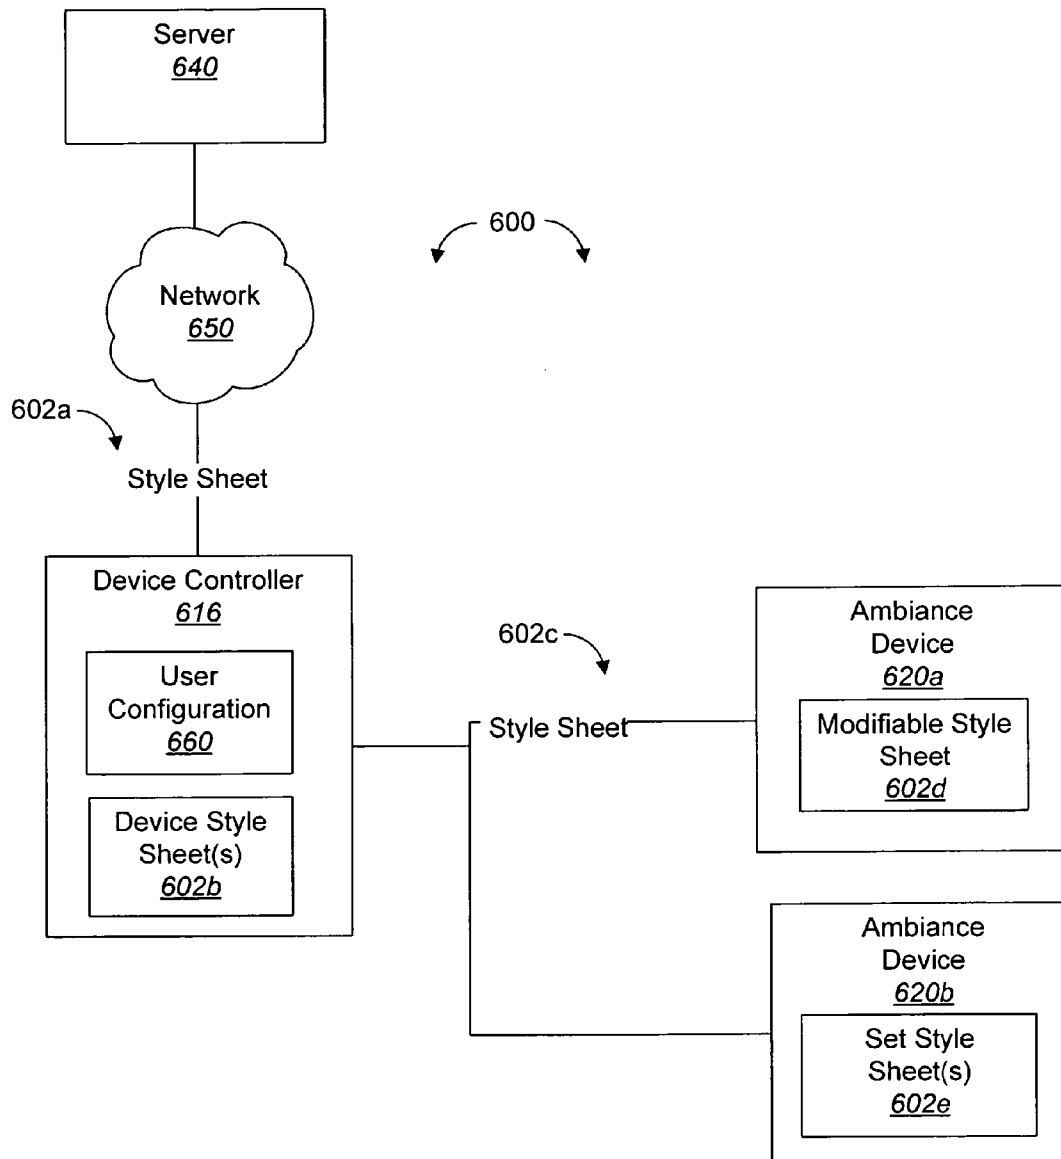 Server
640
600
Network
650
602a
Style Sheet
Device Controller
616
User
Configuration
660
Device Style
Sheet(s)
602b
602c
Style Sheet
Ambiance
Device
620a
Modifiable Style
Sheet
602d
Ambiance
Device
620b
Set Style
Sheet(s)
602e